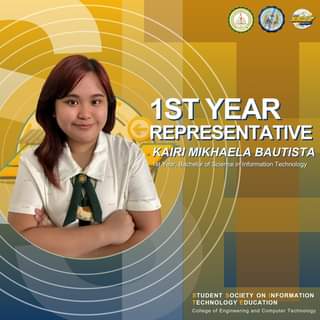 1ST YEAR
REPRESENTATIVE
KAIRI MIKHAELA BAUTISTA
1st Year, Bachelor of Science in Information Technology
STUDENT SOCIETY ON INFORMATION
TECHNOLOGY EDUCATION
College of Engineering and Computer Technology